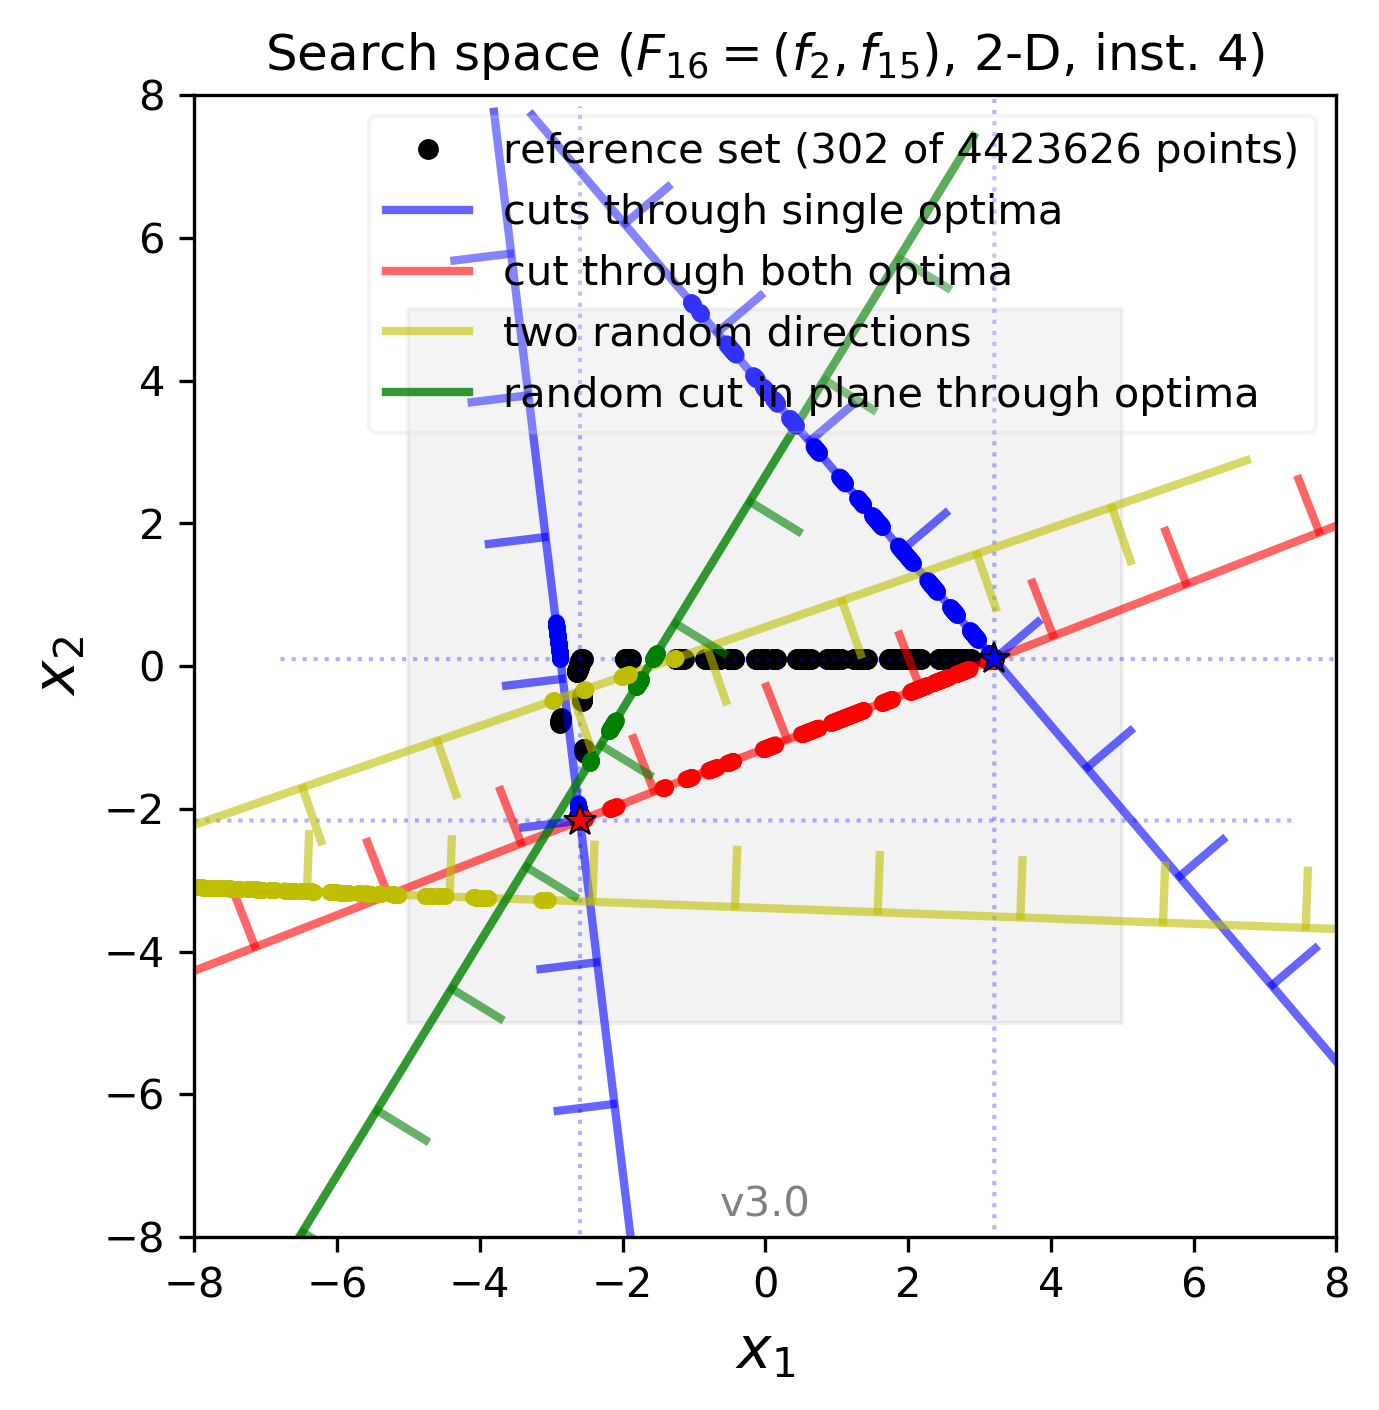 Search space (F₁₆ = (f₂, f₁₅), 2-D, inst. 4)
reference set (302 of 4423626 points)
cuts through single optima
cut through both optima
two random directions
random cut in plane through optima
8
6
4
2
0
−2
−4
−6
−8
x₂
v3.0
−8 −6 −4 −2 0 2 4 6 8
x₁